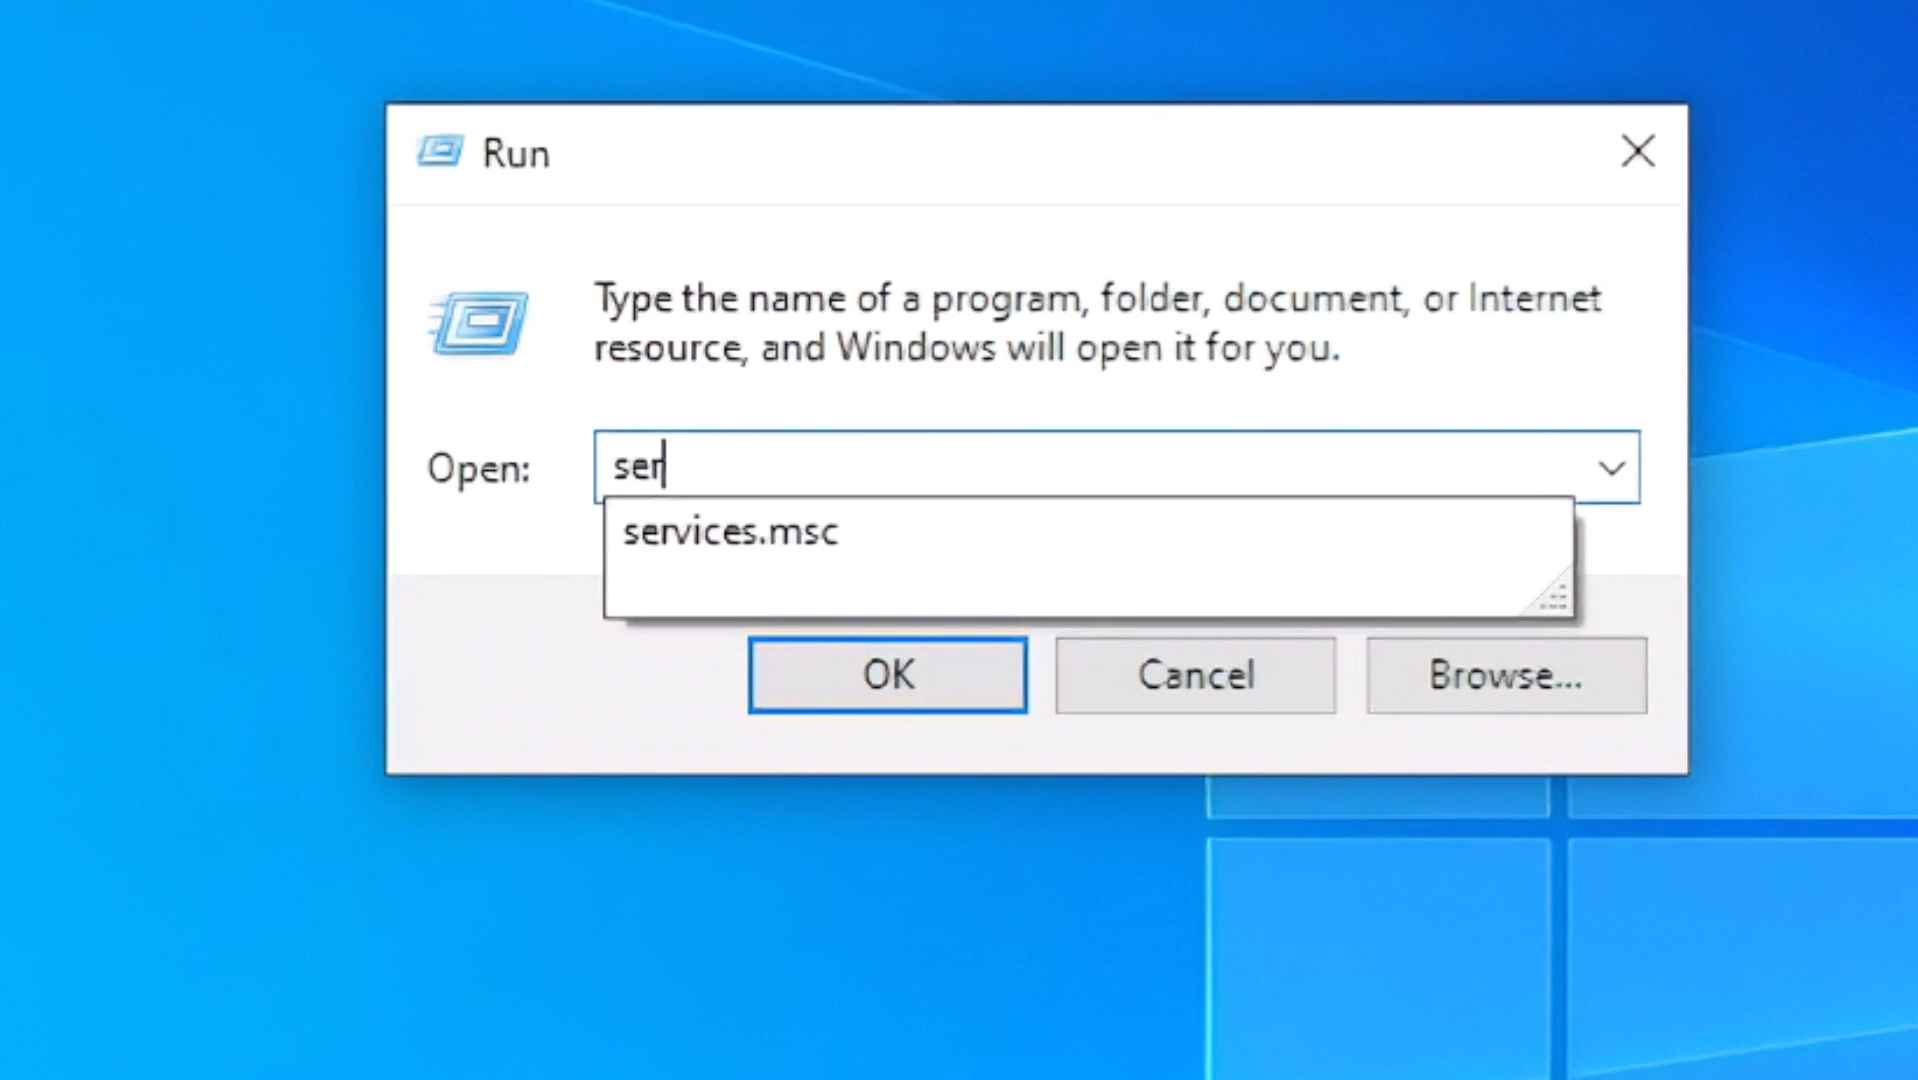 Run
Type the name of a program, folder, document, or Internet
resource, and Windows will open it for you.
Open: ser
services.msc
OK Cancel Browse...